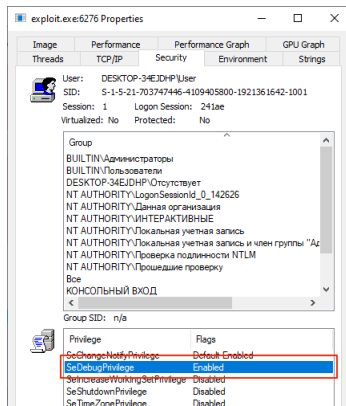 exploit.exe:6276 Properties
Image Performance Performance Graph GPU Graph
Threads TCP/IP Security Environment Strings
User: DESKTOP-34EJDHP\User
SID: S-1-5-21-703747446-4109405800-1921361642-1001
Session: 1 Logon Session: 241ae
Virtualized: No Protected: No
Group
BUILTIN\Администраторы
BUILTIN\Пользователи
DESKTOP-34EJDHP\Отсутствует
NT AUTHORITY\LogonSessionId_0_142626
NT AUTHORITY\Данная организация
NT AUTHORITY\ИНТЕРАКТИВНЫЕ
NT AUTHORITY\Локальная учетная запись
NT AUTHORITY\Локальная учетная запись и член группы "Ад
NT AUTHORITY\Проверка подлинности NTLM
NT AUTHORITY\Прошедшие проверку
Все
КОНСОЛЬНЫЙ ВХОД
Group SID: n/a
Privilege Flags
SeChangeNotifyPrivilege Default Enabled
SeDebugPrivilege Enabled
SeIncreaseWorkingSetPrivilege Disabled
SeShutdownPrivilege Disabled
SeTimeZonePrivilege Disabled